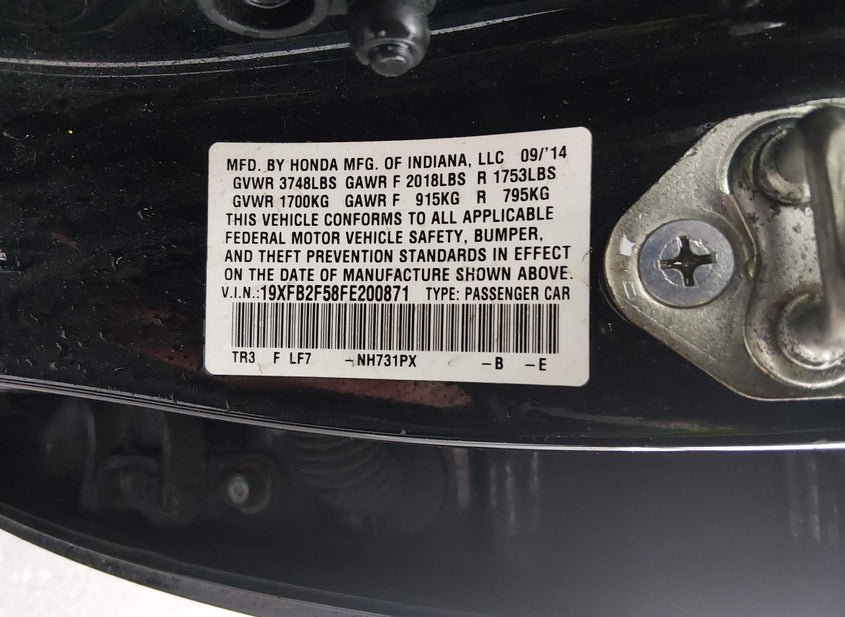 MFD. BY HONDA MFG. OF INDIANA, LLC 09/'14
GVWR 3748LBS GAWR F 2018LBS R 1753LBS
GVWR 1700KG GAWR F 915KG R 795KG
THIS VEHICLE CONFORMS TO ALL APPLICABLE
FEDERAL MOTOR VEHICLE SAFETY, BUMPER,
AND THEFT PREVENTION STANDARDS IN EFFECT
ON THE DATE OF MANUFACTURE SHOWN ABOVE.
V.I.N.:19XFB2F58FE200871 TYPE: PASSENGER CAR
TR3 F LF7 -NH731PX -B -E